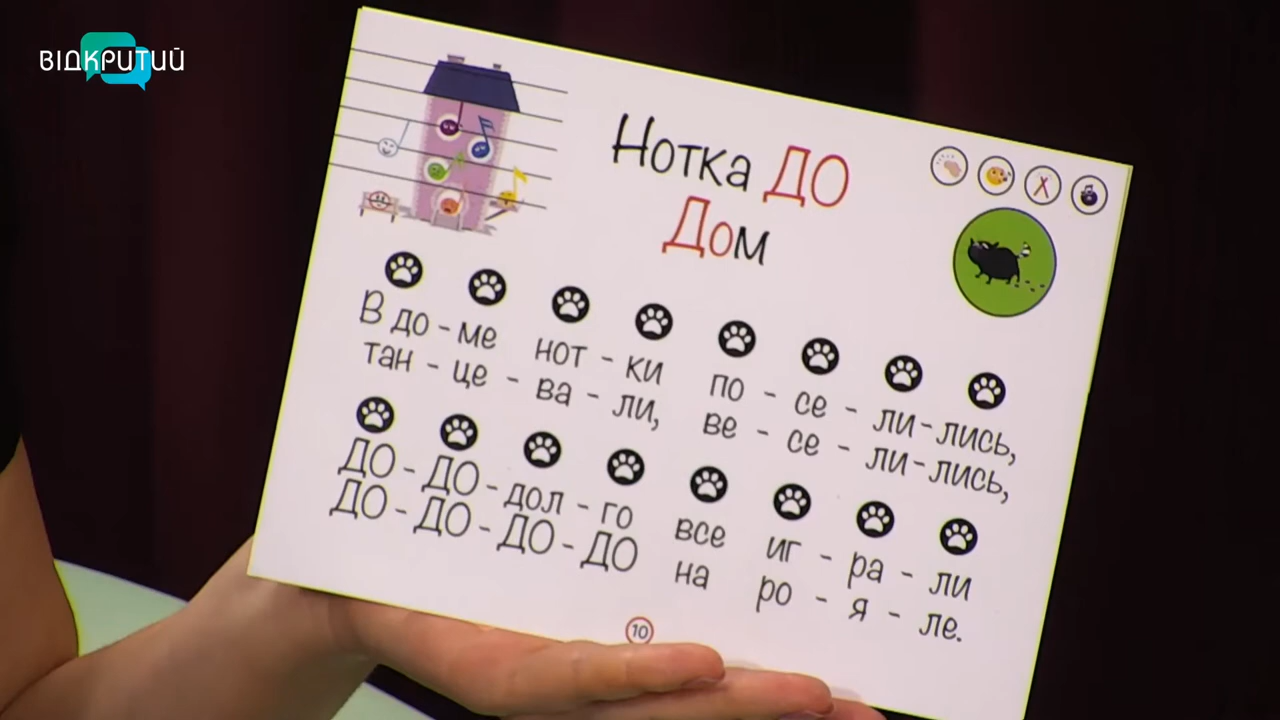 ВІДКРИТИЙ
Нотка ДО
Дом
В до - ме нот - ки по - се - ли - лись,
тан - це - ва - ли, ве - се - ли - лись,
ДО - ДО - дол - го все иг - ра - ли
ДО - ДО - ДО - ДО на ро - я - ле.
10